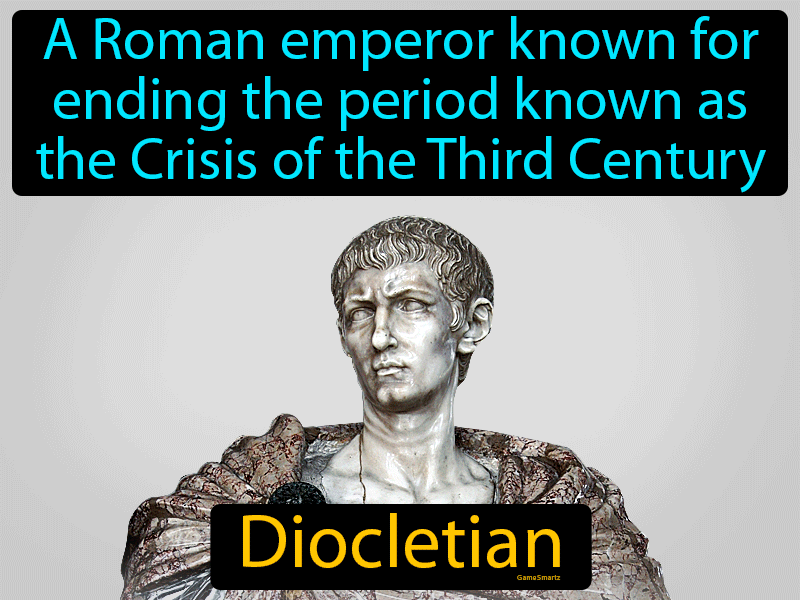 A Roman emperor known for
ending the period known as
the Crisis of the Third Century
Diocletian
GameSmartz